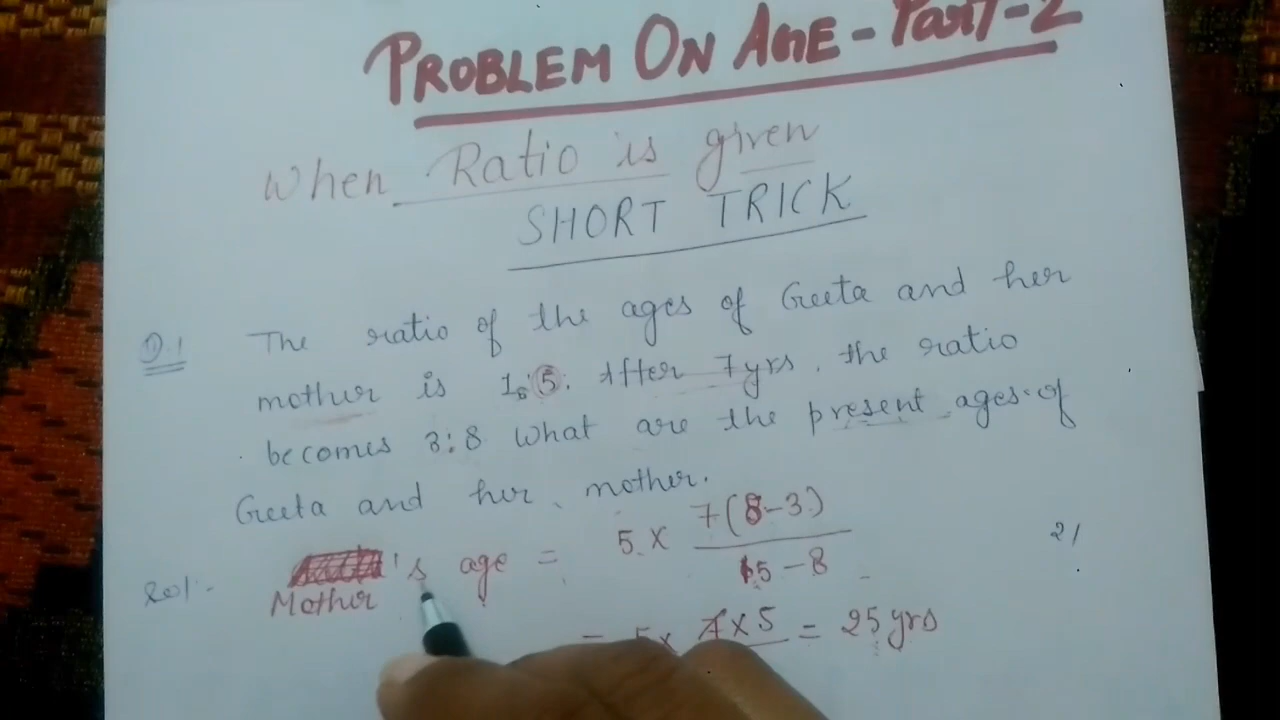 PROBLEM ON AGE - Part-2
When Ratio is given
SHORT TRICK
Q.1 The ratio of the ages of Geeta and her
mother is 1:5. After 7yrs, the ratio
becomes 3:8 What are the present ages of
Geeta and her mother.
Sol:- 's age = 5 x 7(8-3)
15-8
Mother
21
= 5x 7x5 = 25 yrs